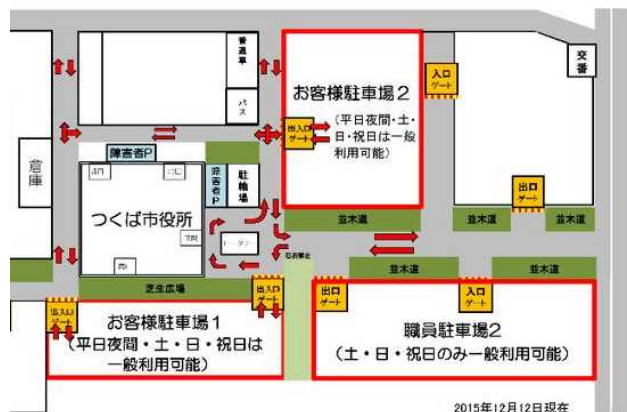 普通車
バス
お客様駐車場2
(平日夜間・土・
日・祝日は一般
利用可能)
入口
ゲート
交番
出入口
ゲート
倉庫
障害者P
障害者P
駐輪場
つくば市役所
出口
ゲート
並木道
並木道
並木道
右折禁止
並木道
並木道
芝生広場
出入口
ゲート
出入口
ゲート
出口
ゲート
入口
ゲート
お客様駐車場1
(平日夜間・土・日・祝日は
一般利用可能)
職員駐車場2
(土・日・祝日のみ一般利用可能)
2015年12月12日現在